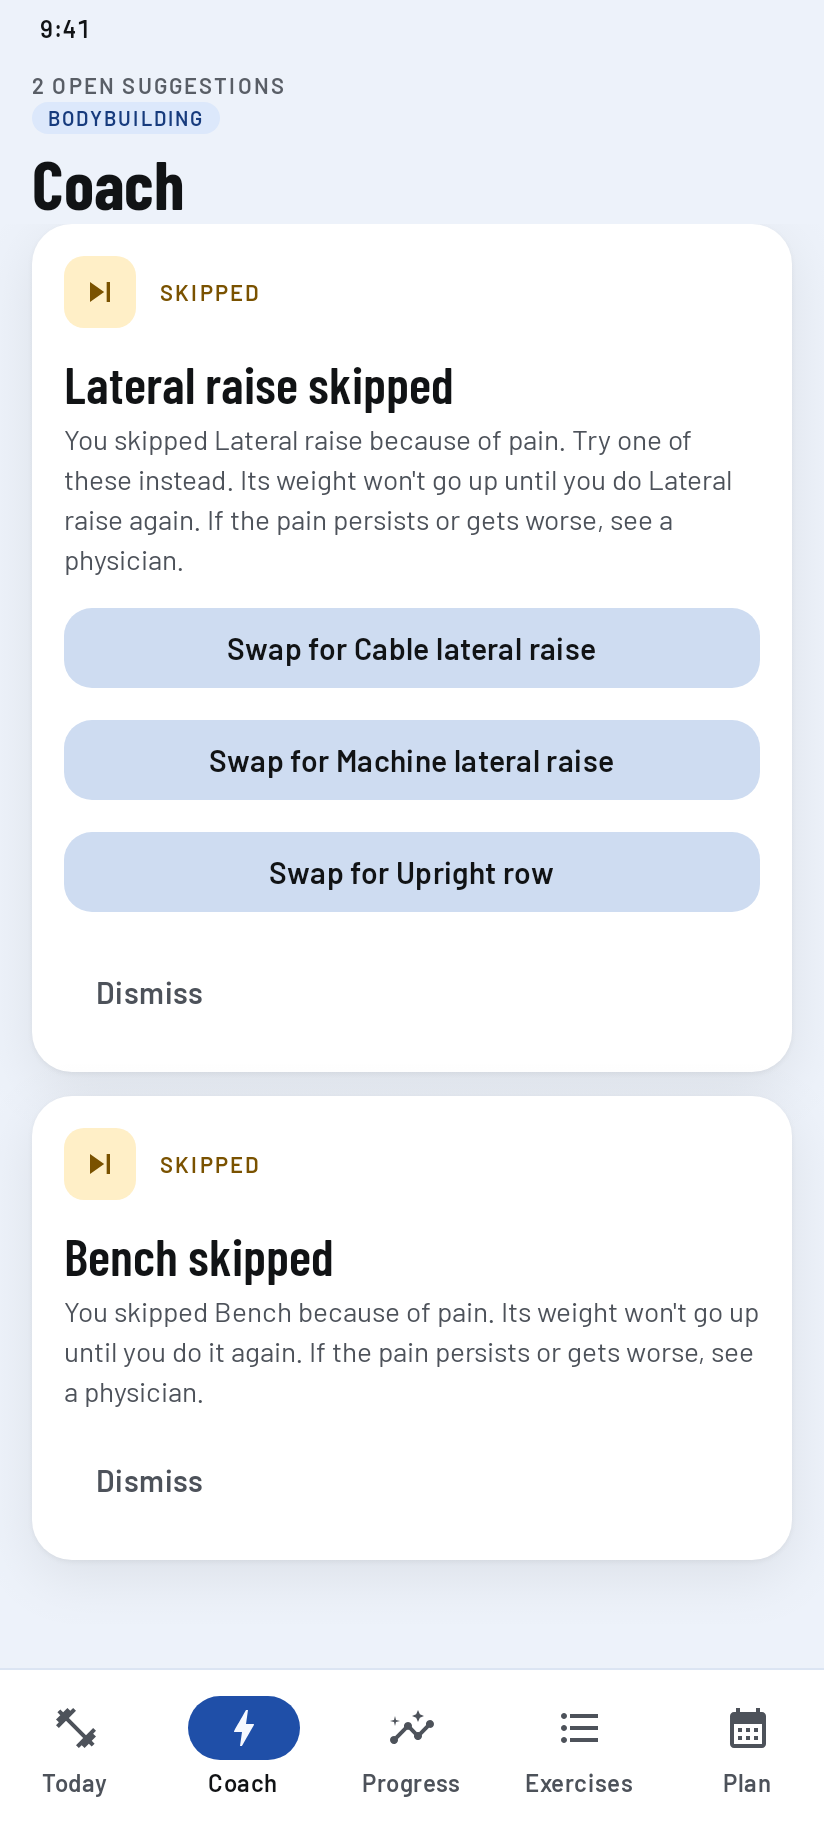 9:41
2 OPEN SUGGESTIONS
BODYBUILDING
Coach
SKIPPED
Lateral raise skipped
You skipped Lateral raise because of pain. Try one of
these instead. Its weight won't go up until you do Lateral
raise again. If the pain persists or gets worse, see a
physician.
Swap for Cable lateral raise
Swap for Machine lateral raise
Swap for Upright row
Dismiss
SKIPPED
Bench skipped
You skipped Bench because of pain. Its weight won't go up
until you do it again. If the pain persists or gets worse, see
a physician.
Dismiss
Today
Coach
Progress
Exercises
Plan